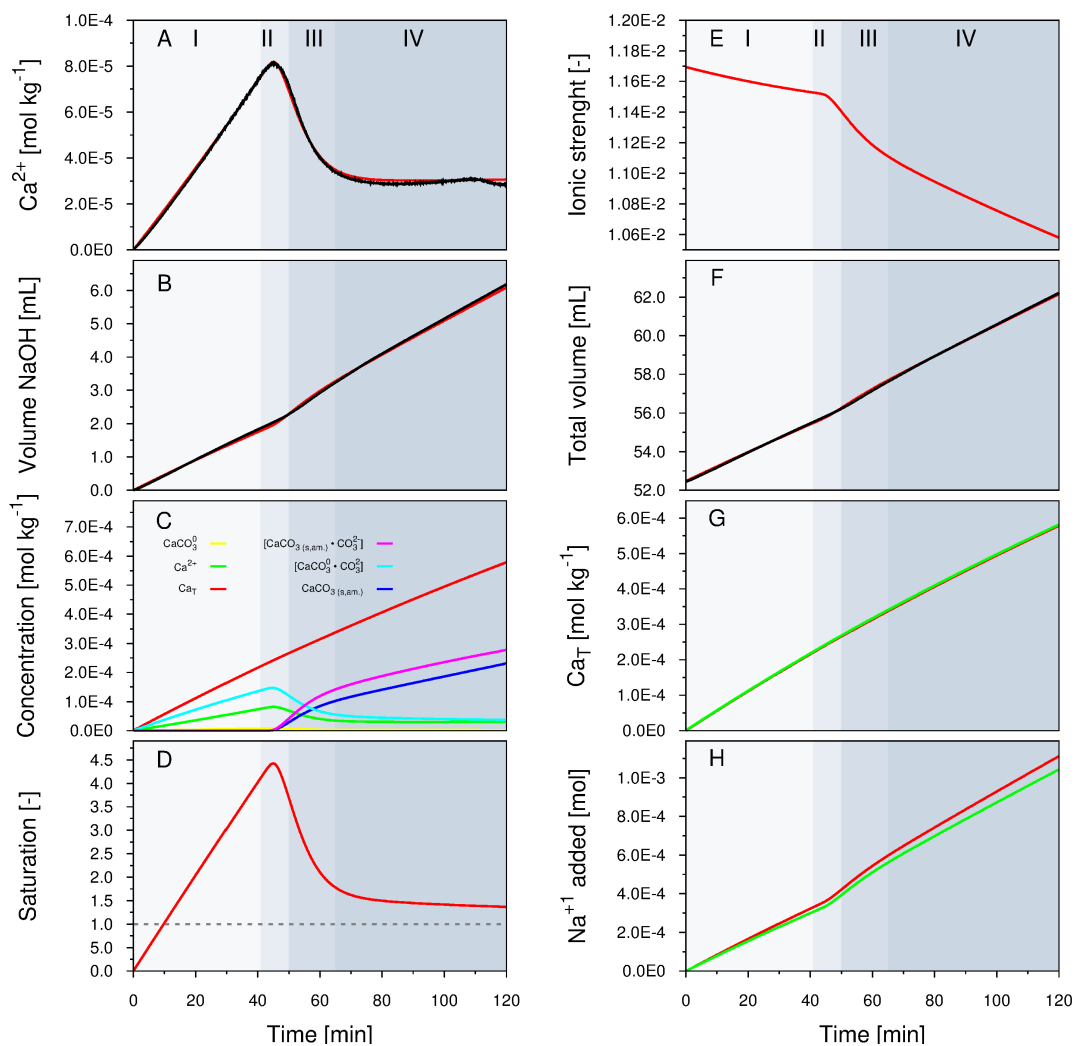 A I II III IV
Ca²⁺ [mol kg⁻¹]
1.0E-4
8.0E-5
6.0E-5
4.0E-5
2.0E-5
0.0E0
E I II III IV
Ionic strenght [-]
1.20E-2
1.18E-2
1.16E-2
1.14E-2
1.12E-2
1.10E-2
1.08E-2
1.06E-2
B
Volume NaOH [mL]
6.0
5.0
4.0
3.0
2.0
1.0
0.0
F
Total volume [mL]
62.0
60.0
58.0
56.0
54.0
52.0
C
Concentration [mol kg⁻¹]
7.0E-4
6.0E-4
5.0E-4
4.0E-4
3.0E-4
2.0E-4
1.0E-4
0.0E0
CaCO₃⁰ [CaCO₃ (s,am.) • CO₃²⁻]
Ca²⁺ [CaCO₃⁰ • CO₃²⁻]
Ca_T CaCO₃ (s,am.)
G
Ca_T [mol kg⁻¹]
6.0E-4
5.0E-4
4.0E-4
3.0E-4
2.0E-4
1.0E-4
0.0E0
D
Saturation [-]
4.5
4.0
3.5
3.0
2.5
2.0
1.5
1.0
5.0
0.0
0 20 40 60 80 100 120
Time [min]
H
Na⁺¹ added [mol]
1.0E-3
8.0E-4
6.0E-4
4.0E-4
2.0E-4
0.0E0
0 20 40 60 80 100 120
Time [min]